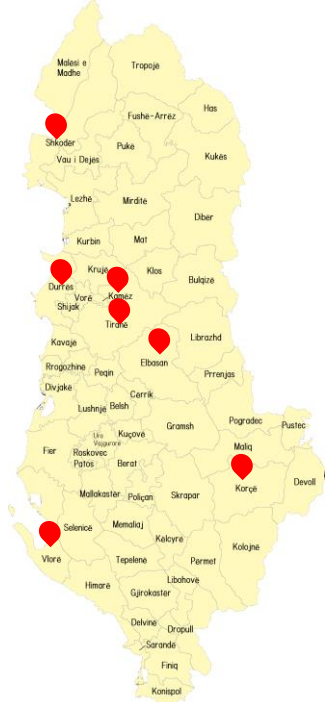 Malësi e
Madhe
Tropojë
Has
Fushë-Arrëz
Shkodër
Pukë
Kukës
Vau i Dejës
Lezhë
Mirditë
Dibër
Kurbin
Mat
Krujë
Klos
Bulqizë
Durrës
Vorë
Kamëz
Shijak
Tiranë
Kavajë
Librazhd
Elbasan
Rrogozhinë
Peqin
Prrenjas
Divjakë
Cërrik
Lushnjë
Belsh
Gramsh
Pogradec
Pustec
Ura
Vajgurore
Kuçovë
Maliq
Fier
Roskovec
Patos
Berat
Korçë
Devoll
Mallakastër
Poliçan
Skrapar
Selenicë
Memaliaj
Këlcyrë
Kolonjë
Vlorë
Tepelenë
Përmet
Himarë
Libohovë
Gjirokastër
Delvinë
Dropull
Sarandë
Finiq
Konispol